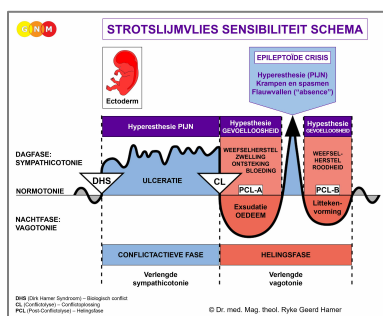 GNM
STROTSLIJMVLIES SENSIBILITEIT SCHEMA
EPILEPTOÏDE CRISIS
Hyperesthesie (PIJN)
Krampen en spasmen
Flauwvallen ("absence")
Ectoderm
Hyperesthesie PIJN
Hypesthesie
GEVOELLOOSHEID
Hypesthesie
GEVOELLOOSHEID
DAGFASE:
SYMPATHICOTONIE
WEEFSELHERSTEL
ZWELLING
ONTSTEKING
BLOEDING
WEEFSEL-
HERSTEL
ROODHEID
DHS
ULCERATIE
CL
NORMOTONIE
PCL-A
PCL-B
NACHTFASE:
VAGOTONIE
Exsudatie
OEDEEM
Litteken-
vorming
CONFLICTACTIEVE FASE
HELINGSFASE
Verlengde
sympathicotonie
Verlengde
vagotonie
DHS (Dirk Hamer Syndroom) – Biologisch conflict
CL (Conflictolyse) – Conflictoplossing
PCL (Post-Conflictolyse) – Helingsfase
© Dr. med. Mag. theol. Ryke Geerd Hamer